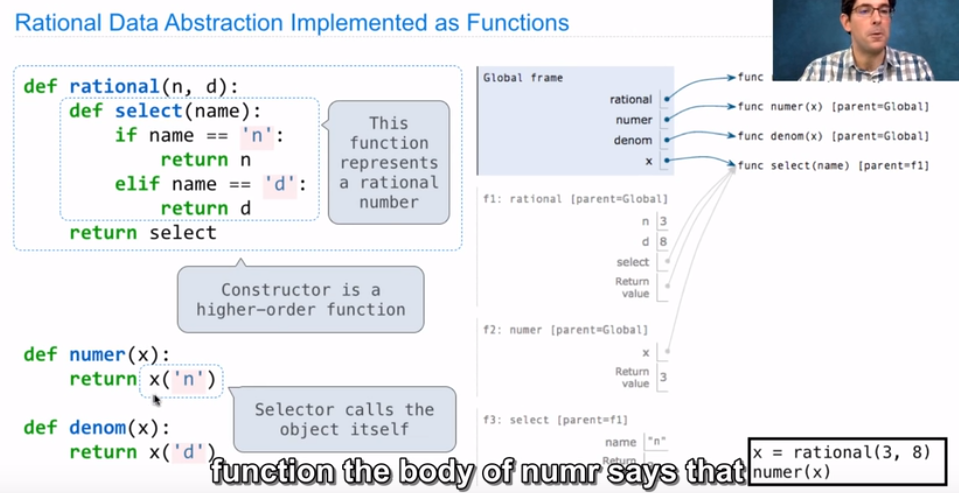 Rational Data Abstraction Implemented as Functions
def rational(n, d):
def select(name):
if name == 'n':
return n
elif name == 'd':
return d
return select
This
function
represents
a rational
number
Constructor is a
higher-order function
def numer(x):
return x('n')
Selector calls the
object itself
def denom(x):
return x('d')
Global frame
rational
numer
denom
x
func
func numer(x) [parent=Global]
func denom(x) [parent=Global]
func select(name) [parent=f1]
f1: rational [parent=Global]
n 3
d 8
select
Return
value
f2: numer [parent=Global]
x
Return
value 3
f3: select [parent=f1]
name "n"
Return
x = rational(3, 8)
numer(x)
function the body of numr says that